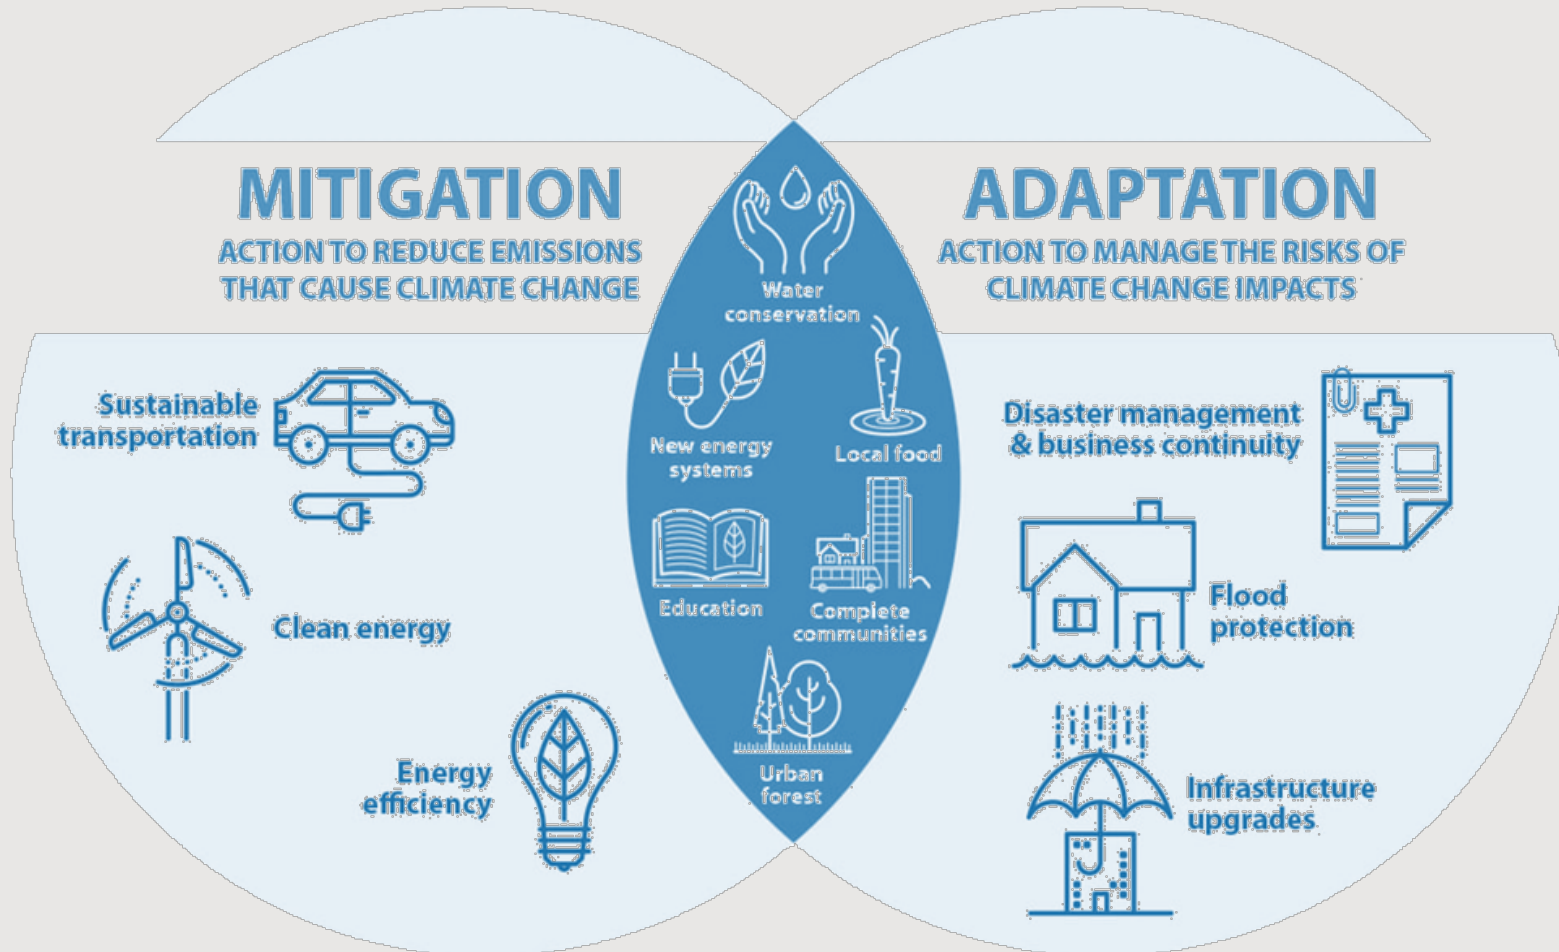 MITIGATION
ACTION TO REDUCE EMISSIONS
THAT CAUSE CLIMATE CHANGE
Sustainable
transportation
Clean energy
Energy
efficiency
Water
conservation
New energy
systems
Local food
Education
Complete
communities
Urban
forest
ADAPTATION
ACTION TO MANAGE THE RISKS OF
CLIMATE CHANGE IMPACTS
Disaster management
& business continuity
Flood
protection
Infrastructure
upgrades